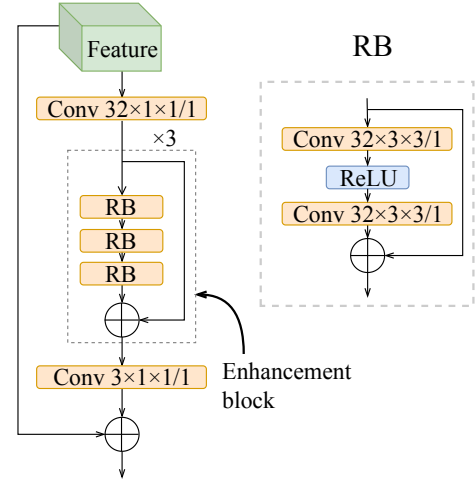 Feature
Conv 32×1×1/1
×3
RB
RB
RB
Conv 3×1×1/1
Enhancement
block
RB
Conv 32×3×3/1
ReLU
Conv 32×3×3/1